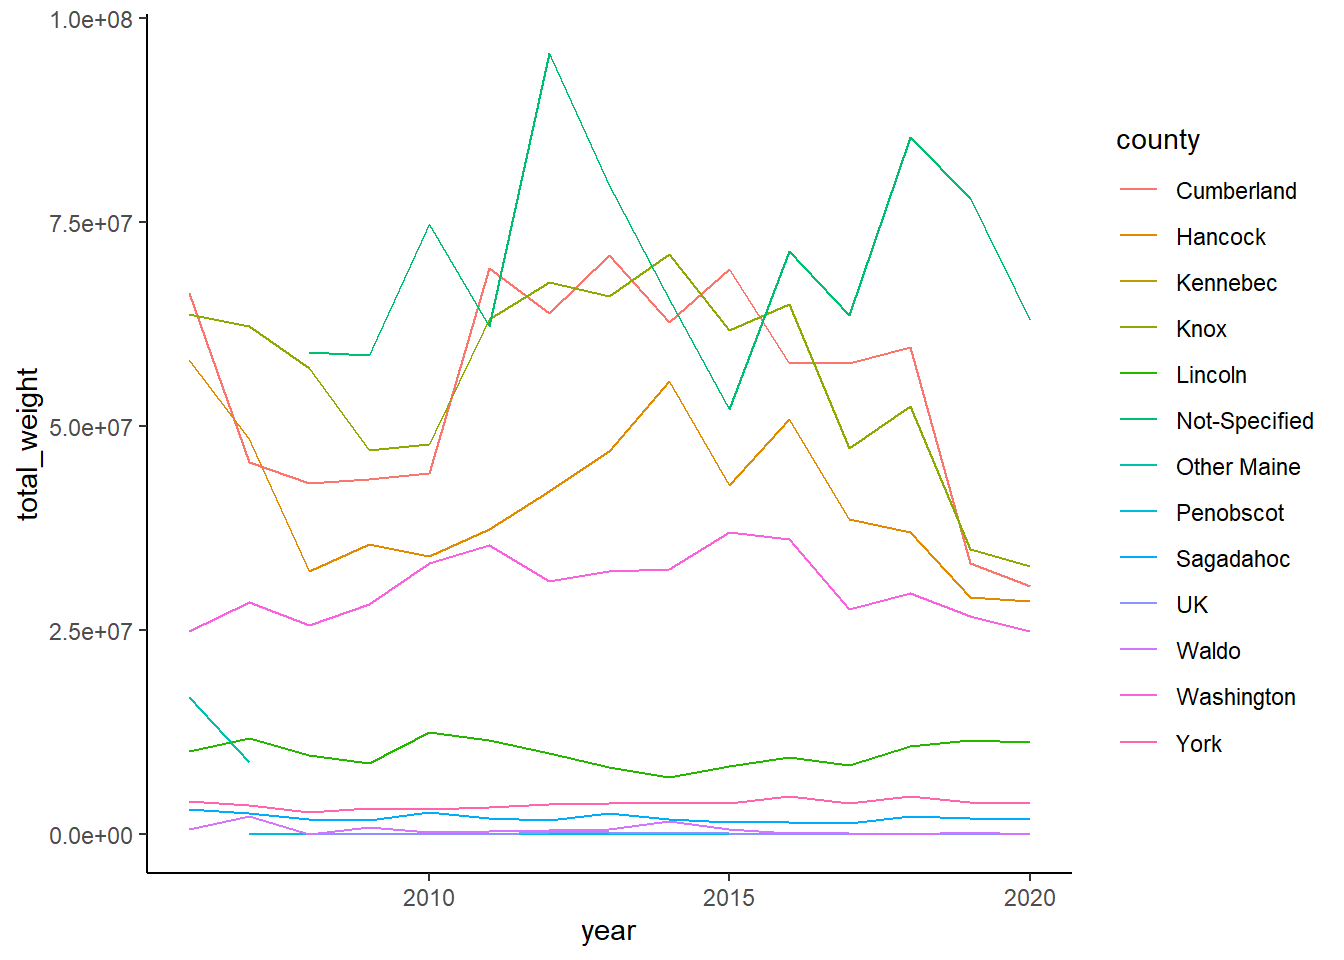 1.0e+08
7.5e+07
5.0e+07
2.5e+07
0.0e+00
total_weight
2010 2015 2020
year
county
Cumberland
Hancock
Kennebec
Knox
Lincoln
Not-Specified
Other Maine
Penobscot
Sagadahoc
UK
Waldo
Washington
York